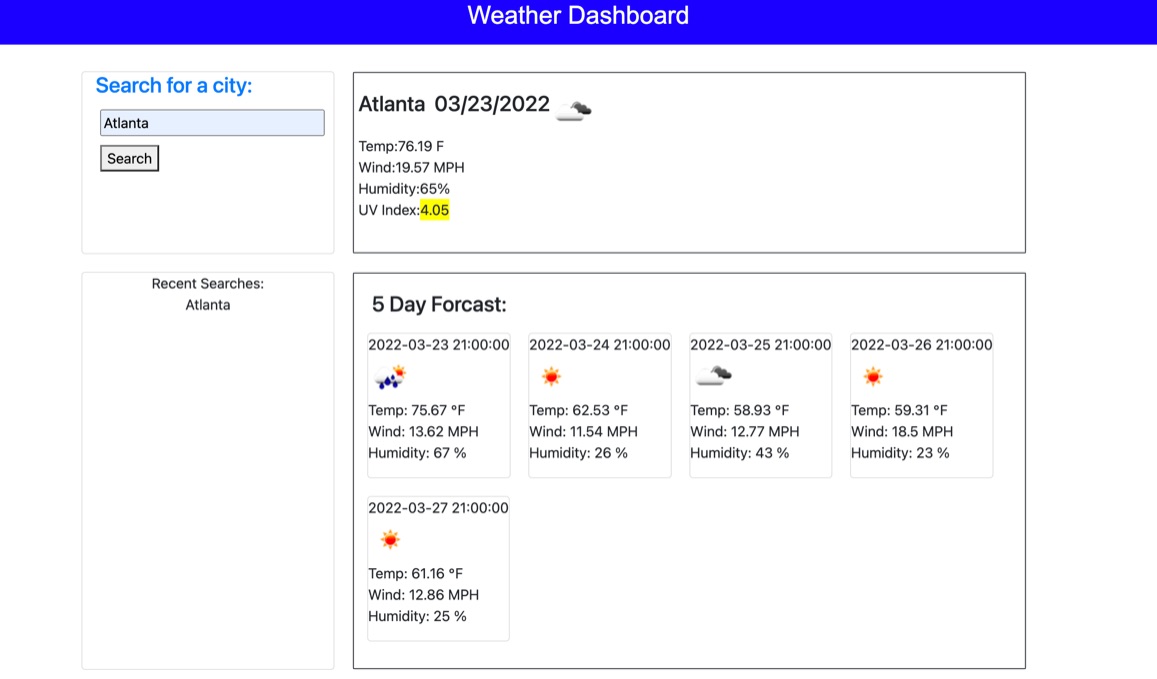 Weather Dashboard
Search for a city:
Atlanta
Search
Atlanta 03/23/2022
Temp:76.19 F
Wind:19.57 MPH
Humidity:65%
UV Index:4.05
Recent Searches:
Atlanta
5 Day Forcast:
2022-03-23 21:00:00
Temp: 75.67 °F
Wind: 13.62 MPH
Humidity: 67 %
2022-03-24 21:00:00
Temp: 62.53 °F
Wind: 11.54 MPH
Humidity: 26 %
2022-03-25 21:00:00
Temp: 58.93 °F
Wind: 12.77 MPH
Humidity: 43 %
2022-03-26 21:00:00
Temp: 59.31 °F
Wind: 18.5 MPH
Humidity: 23 %
2022-03-27 21:00:00
Temp: 61.16 °F
Wind: 12.86 MPH
Humidity: 25 %